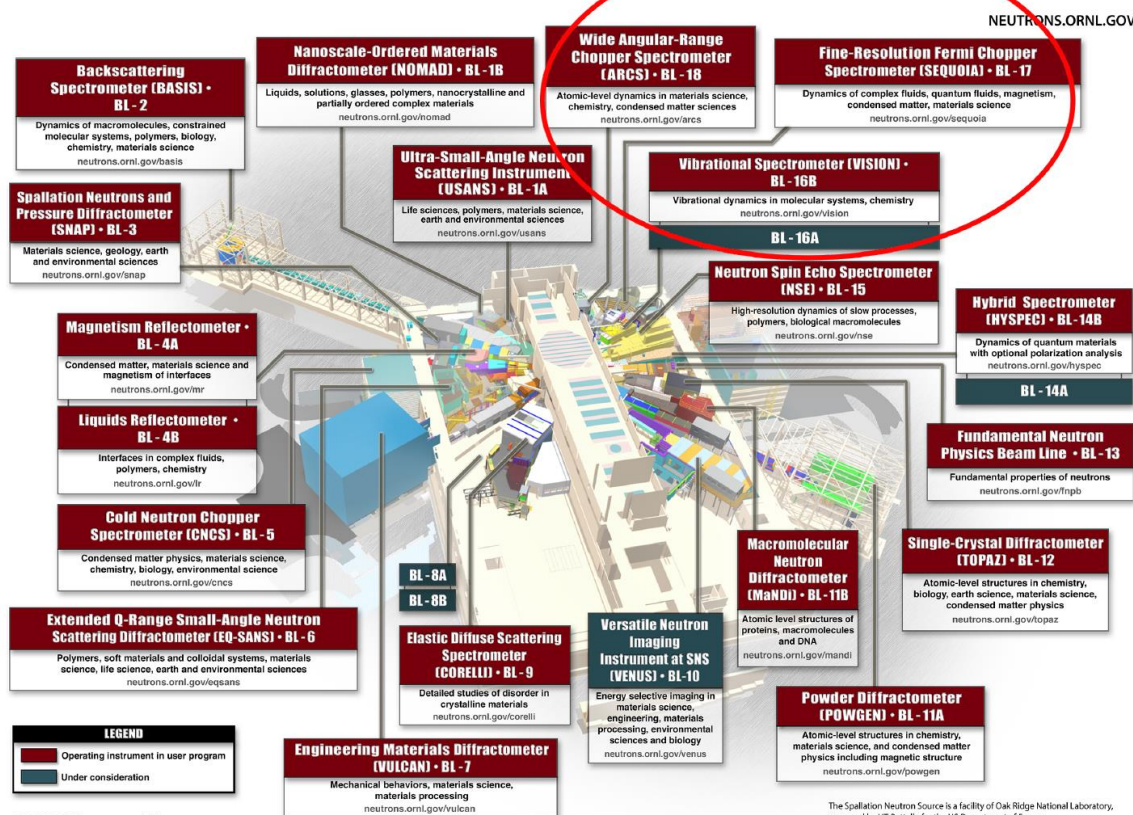 NEUTRONS.ORNL.GOV
Nanoscale-Ordered Materials
Diffractometer (NOMAD) • BL-1B
Liquids, solutions, glasses, polymers, nanocrystalline and
partially ordered complex materials
neutrons.ornl.gov/nomad
Wide Angular-Range
Chopper Spectrometer
(ARCS) • BL-18
Atomic-level dynamics in materials science,
chemistry, condensed matter sciences
neutrons.ornl.gov/arcs
Fine-Resolution Fermi Chopper
Spectrometer (SEQUOIA) • BL-17
Dynamics of complex fluids, quantum fluids, magnetism,
condensed matter, materials science
neutrons.ornl.gov/sequoia
Backscattering
Spectrometer (BASIS) •
BL-2
Dynamics of macromolecules, constrained
molecular systems, polymers, biology,
chemistry, materials science
neutrons.ornl.gov/basis
Ultra-Small-Angle Neutron
Scattering Instrument
(USANS) • BL-1A
Life sciences, polymers, materials science,
earth and environmental sciences
neutrons.ornl.gov/usans
Vibrational Spectrometer (VISION) •
BL-16B
Vibrational dynamics in molecular systems, chemistry
neutrons.ornl.gov/vision
BL-16A
Spallation Neutrons and
Pressure Diffractometer
(SNAP) • BL-3
Materials science, geology, earth
and environmental sciences
neutrons.ornl.gov/snap
Neutron Spin Echo Spectrometer
(NSE) • BL-15
High-resolution dynamics of slow processes,
polymers, biological macromolecules
neutrons.ornl.gov/nse
Hybrid Spectrometer
(HYSPEC) • BL-14B
Dynamics of quantum materials
with optional polarization analysis
neutrons.ornl.gov/hyspec
BL-14A
Magnetism Reflectometer •
BL-4A
Condensed matter, materials science and
magnetism of interfaces
neutrons.ornl.gov/mr
Liquids Reflectometer •
BL-4B
Interfaces in complex fluids,
polymers, chemistry
neutrons.ornl.gov/lr
Fundamental Neutron
Physics Beam Line • BL-13
Fundamental properties of neutrons
neutrons.ornl.gov/fnpb
Cold Neutron Chopper
Spectrometer (CNCS) • BL-5
Condensed matter physics, materials science,
chemistry, biology, environmental science
neutrons.ornl.gov/cncs
Macromolecular
Neutron
Diffractometer
(MaNDi) • BL-11B
Atomic level structures of
proteins, macromolecules
and DNA
neutrons.ornl.gov/mandi
Single-Crystal Diffractometer
(TOPAZ) • BL-12
Atomic-level structures in chemistry,
biology, earth science, materials science,
condensed matter physics
neutrons.ornl.gov/topaz
BL-8A
BL-8B
Extended Q-Range Small-Angle Neutron
Scattering Diffractometer (EQ-SANS) • BL-6
Polymers, soft materials and colloidal systems, materials
science, life science, earth and environmental sciences
neutrons.ornl.gov/eqsans
Elastic Diffuse Scattering
Spectrometer
(CORELLI) • BL-9
Detailed studies of disorder in
crystalline materials
neutrons.ornl.gov/corelli
Versatile Neutron
Imaging
Instrument at SNS
(VENUS) • BL-10
Energy selective imaging in
materials science,
engineering, materials
processing, environmental
sciences and biology
neutrons.ornl.gov/venus
Powder Diffractometer
(POWGEN) • BL-11A
Atomic-level structures in chemistry,
materials science, and condensed matter
physics including magnetic structure
neutrons.ornl.gov/powgen
LEGEND
Operating instrument in user program
Under consideration
Engineering Materials Diffractometer
(VULCAN) • BL-7
Mechanical behaviors, materials science,
materials processing
neutrons.ornl.gov/vulcan
The Spallation Neutron Source is a facility of Oak Ridge National Laboratory,